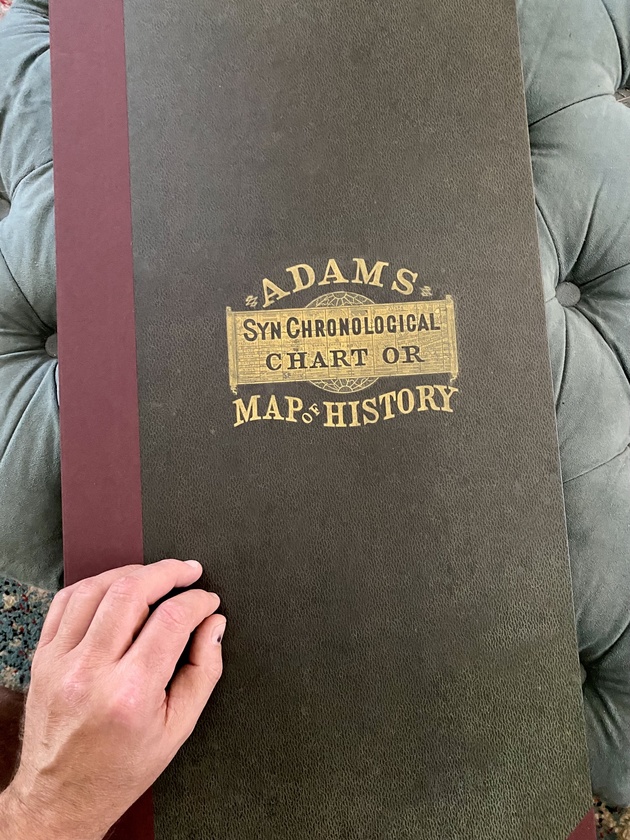 ADAMS
SYNCHRONOLOGICAL
CHART OR
MAP OF HISTORY